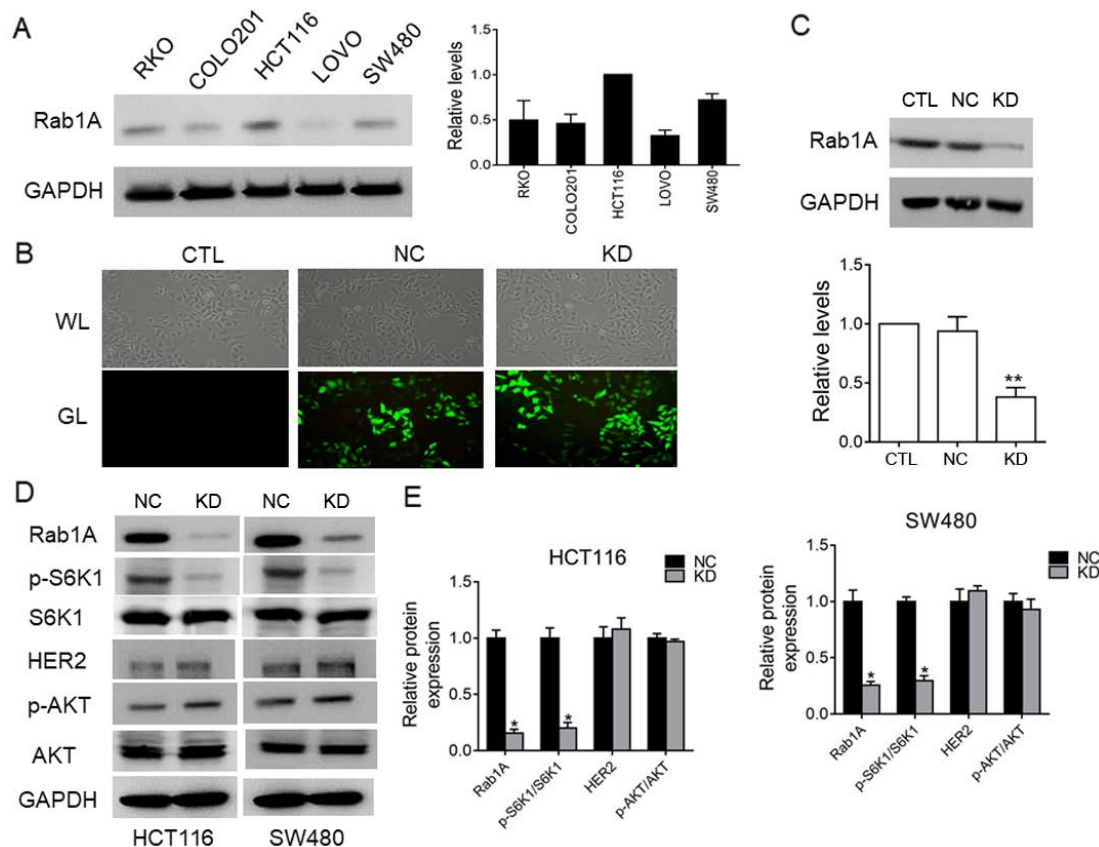 A
RKO
COLO201
HCT116
LOVO
SW480
Rab1A
GAPDH
Relative levels
1.5
1.0
0.5
0.0
RKO
COLO201
HCT116
LOVO
SW480
C
CTL NC KD
Rab1A
GAPDH
Relative levels
1.5
1.0
0.5
0.0
**
CTL NC KD
B
CTL NC KD
WL
GL
D
NC KD NC KD
Rab1A
p-S6K1
S6K1
HER2
p-AKT
AKT
GAPDH
HCT116 SW480
E
HCT116
NC
KD
Relative protein
expression
1.5
1.0
0.5
0.0
* *
Rab1A
p-S6K1/S6K1
HER2
p-AKT/AKT
SW480
NC
KD
Relative protein
expression
1.5
1.0
0.5
0.0
* *
Rab1A
p-S6K1/S6K1
HER2
p-AKT/AKT